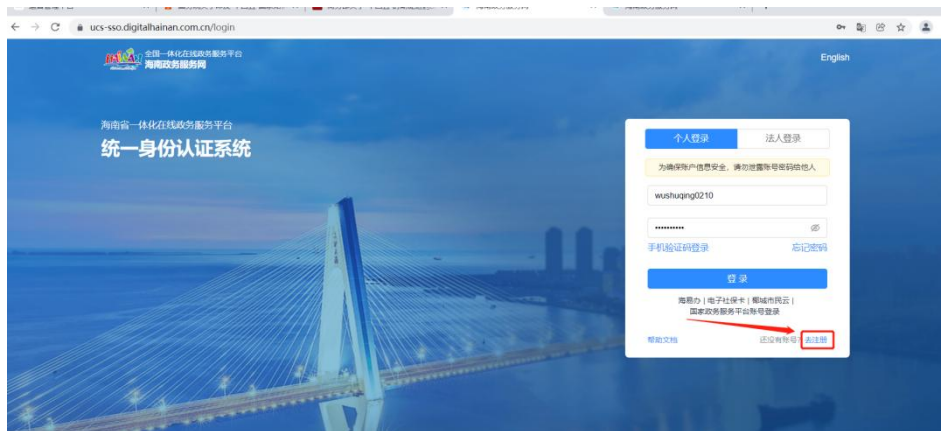 ucs-sso.digitalhainan.com.cn/login
全国一体化在线政务服务平台
海南政务服务网
English
海南省一体化在线政务服务平台
统一身份认证系统
个人登录 法人登录
为确保账户信息安全，请勿泄露账号密码给他人
wushuqing0210
手机验证码登录 忘记密码
登录
海易办 | 电子社保卡 | 椰城市民云 |
国家政务服务平台账号登录
帮助文档 还没有账号? 去注册